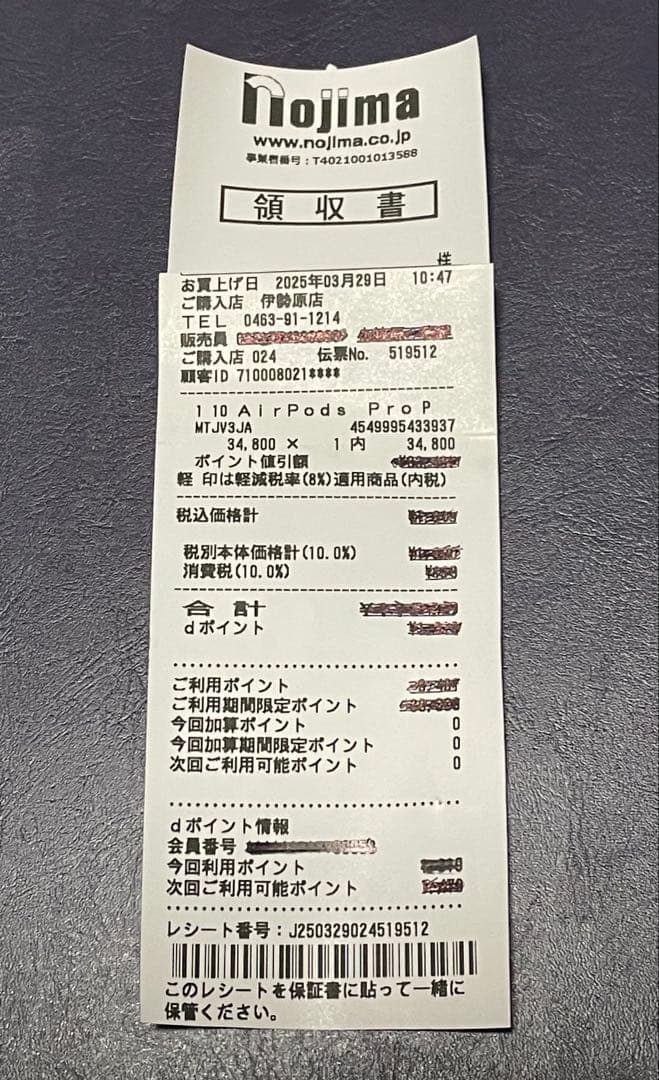 nojima
www.nojima.co.jp
事業者番号：T4021001013588
領収書
様
お買上げ日 2025年03月29日 10:47
ご購入店 伊勢原店
TEL 0463-91-1214
販売員
ご購入店 024 伝票No. 519512
顧客ID 710008021****
1 10 AirPods Pro P
MTJV3JA 4549995433937
34,800 × 1 内 34,800
ポイント値引額
軽 印は軽減税率(8%)適用商品(内税)
税込価格計
税別本体価格計(10.0%)
消費税(10.0%)
合計
dポイント
ご利用ポイント
ご利用期間限定ポイント
今回加算ポイント 0
今回加算期間限定ポイント 0
次回ご利用可能ポイント 0
dポイント情報
会員番号
今回利用ポイント
次回ご利用可能ポイント
レシート番号：J250329024519512
このレシートを保証書に貼って一緒に
保管ください。